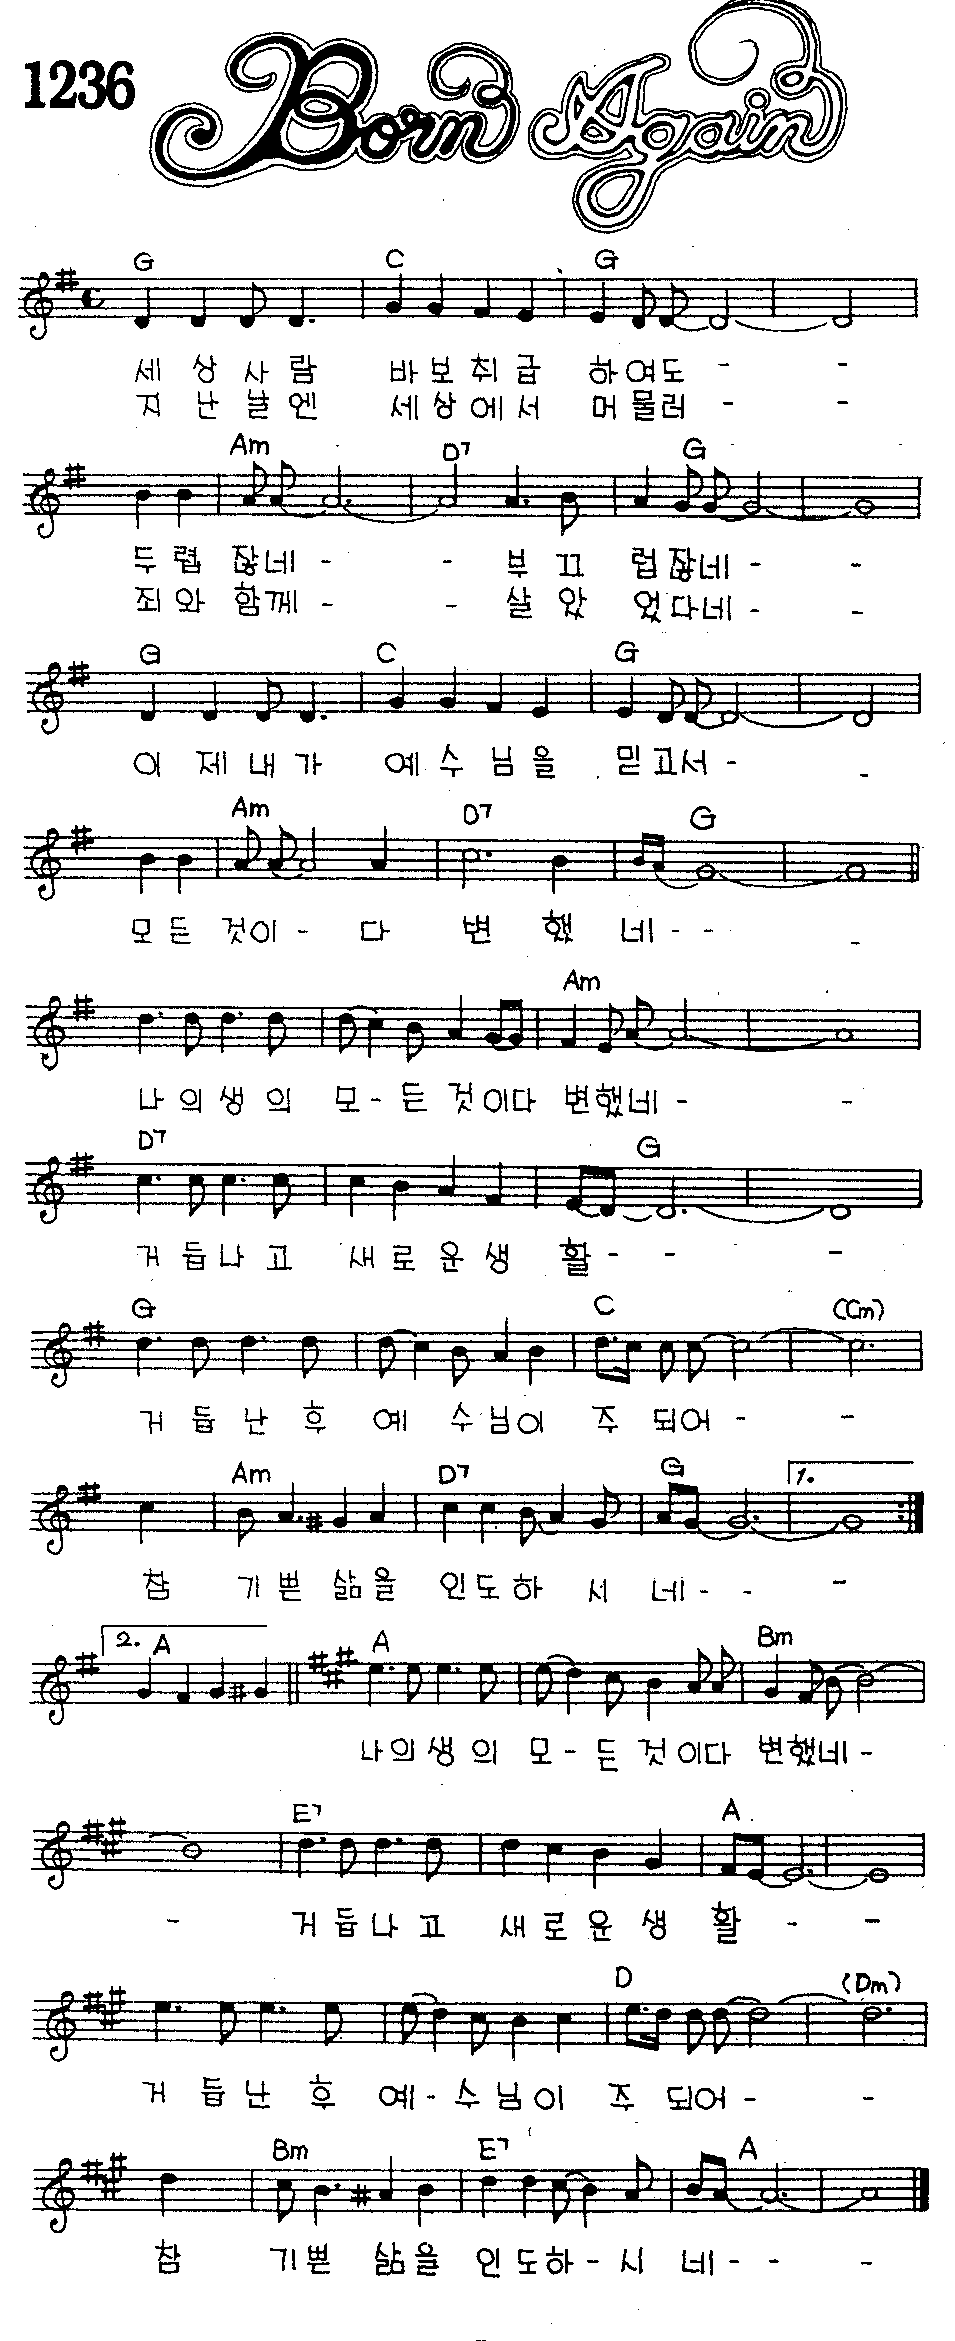 1236 Born Again
G C G
세 상 사 람 바 보 취 급 하 여 도 - -
지 난 날 엔 세 상 에 서 머 물 러 - -
Am D7 G
두 렵 잖 네 - - 부 끄 럽 잖 네 - -
죄 와 함 께 - - 살 았 었 다 네 - -
G C G
이 제 내 가 예 수 님 을 믿 고 서 - -
Am D7 G
모 든 것 이 - 다 변 했 네 - - -
Am
나 의 생 의 모 - 든 것 이 다 변 했 네 - -
D7 G
거 듭 나 고 새 로 운 생 활 - - - -
G C (Cm)
거 듭 난 후 예 수 님 이 주 되 어 - -
Am D7 G 1.
참 기 쁜 삶 을 인 도 하 서 네 - - -
2. A A Bm
나 의 생 의 모 - 든 것 이 다 변 했 네 -
E7 A
- 거 듭 나 고 새 로 운 생 활 - -
D (Dm)
거 듭 난 후 예 - 수 님 이 주 되 어 - -
Bm E7 A
참 기 쁜 삶 을 인 도 하 - 시 네 - - -